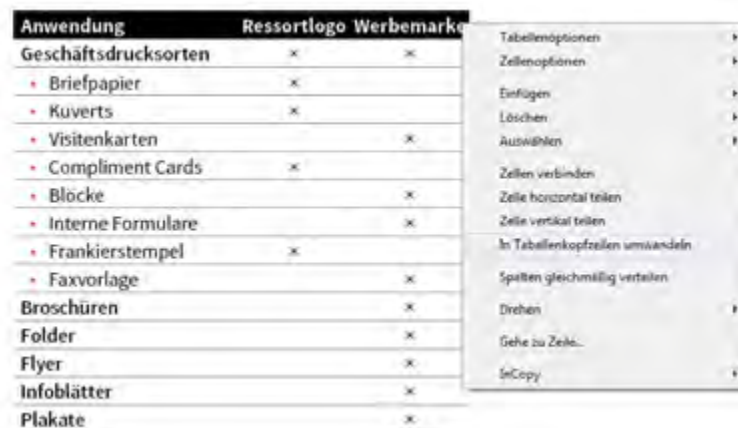 Anwendung Ressortlogo Werbemarke
Geschäftsdrucksorten × ×
• Briefpapier ×
• Kuverts ×
• Visitenkarten ×
• Compliment Cards ×
• Blöcke ×
• Interne Formulare ×
• Frankierstempel ×
• Faxvorlage ×
Broschüren ×
Folder ×
Flyer ×
Infoblätter ×
Plakate ×
Tabellenoptionen
Zellenoptionen
Einfügen
Löschen
Auswählen
Zellen verbinden
Zelle horizontal teilen
Zelle vertikal teilen
In Tabellenkopfzeilen umwandeln
Spalten gleichmäßig verteilen
Drehen
Gehe zu Zeile...
InCopy